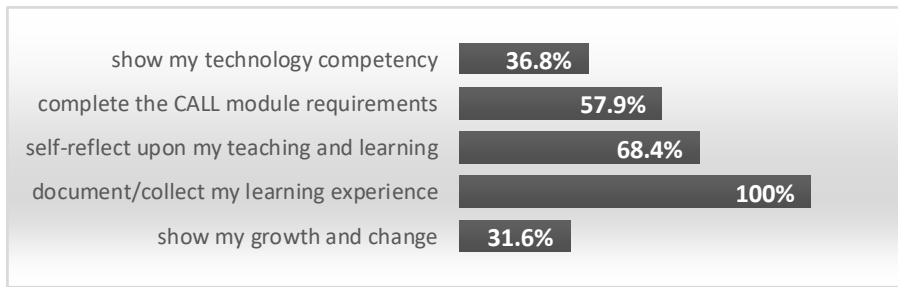 show my technology competency 36.8%
complete the CALL module requirements 57.9%
self-reflect upon my teaching and learning 68.4%
document/collect my learning experience 100%
show my growth and change 31.6%